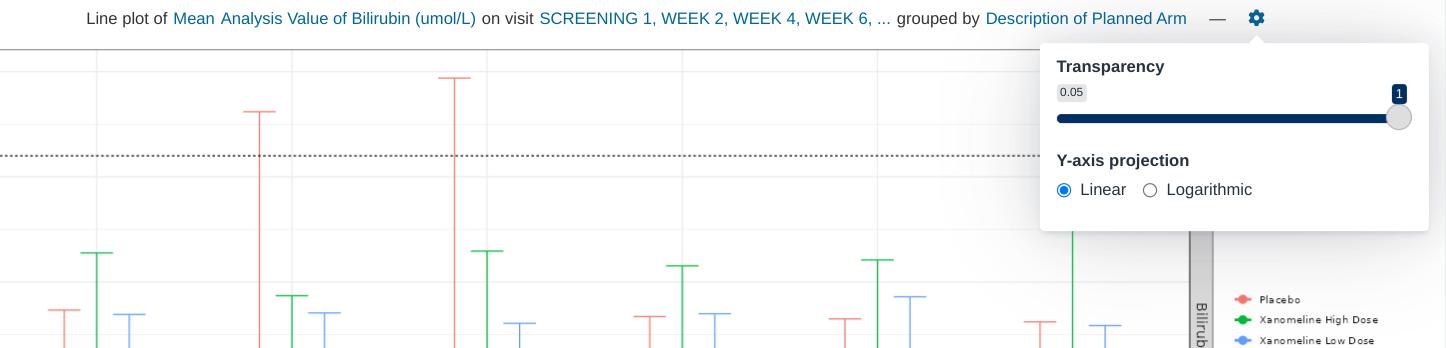 Line plot of Mean Analysis Value of Bilirubin (umol/L) on visit SCREENING 1, WEEK 2, WEEK 4, WEEK 6, ... grouped by Description of Planned Arm —
Transparency
0.05
1
Y-axis projection
Linear Logarithmic
Bilirub
Placebo
Xanomeline High Dose
Xanomeline Low Dose